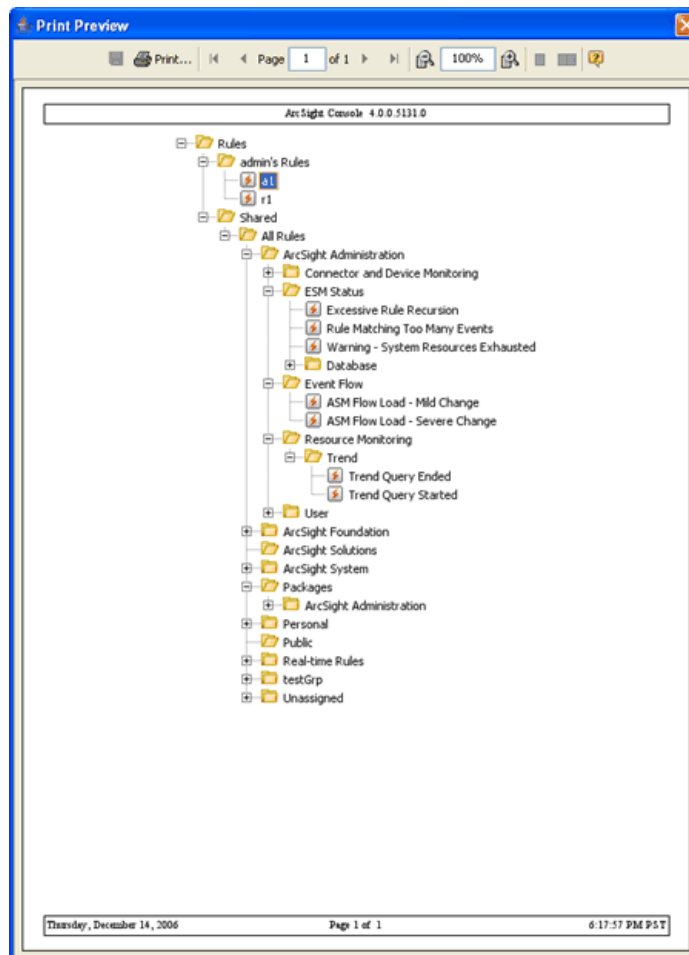 Print Preview
Print... Page 1 of 1 100%
ArcSight Console 4.0.0.5131.0
Rules
admin's Rules
a1
r1
Shared
All Rules
ArcSight Administration
Connector and Device Monitoring
ESM Status
Excessive Rule Recursion
Rule Matching Too Many Events
Warning - System Resources Exhausted
Database
Event Flow
ASM Flow Load - Mild Change
ASM Flow Load - Severe Change
Resource Monitoring
Trend
Trend Query Ended
Trend Query Started
User
ArcSight Foundation
ArcSight Solutions
ArcSight System
Packages
ArcSight Administration
Personal
Public
Real-time Rules
testGrp
Unassigned
Thursday, December 14, 2006 Page 1 of 1 6:17:57 PM PST